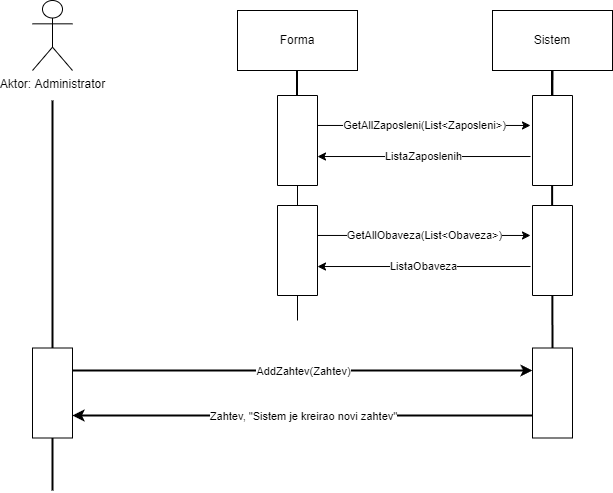 Forma
Sistem
Aktor: Administrator
GetAllZaposleni(List<Zaposleni>)
ListaZaposlenih
GetAllObaveza(List<Obaveza>)
ListaObaveza
AddZahtev(Zahtev)
Zahtev, "Sistem je kreirao novi zahtev"